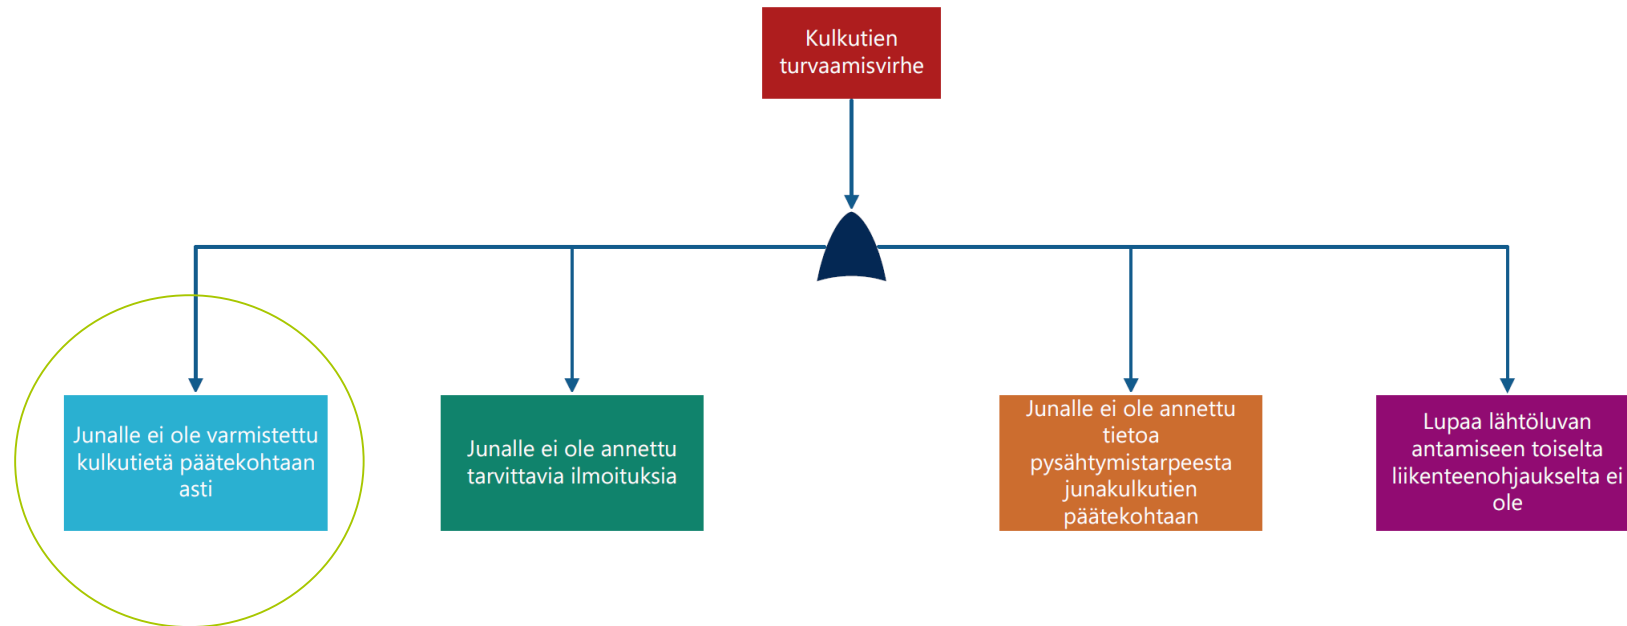 Kulkutien
turvaamisvirhe
Junalle ei ole varmistettu
kulkutietä päätekohtaan
asti
Junalle ei ole annettu
tarvittavia ilmoituksia
Junalle ei ole annettu
tietoa
pysähtymistarpeesta
junakulkutien
päätekohtaan
Lupaa lähtöluvan
antamiseen toiselta
liikenteenohjaukselta ei
ole